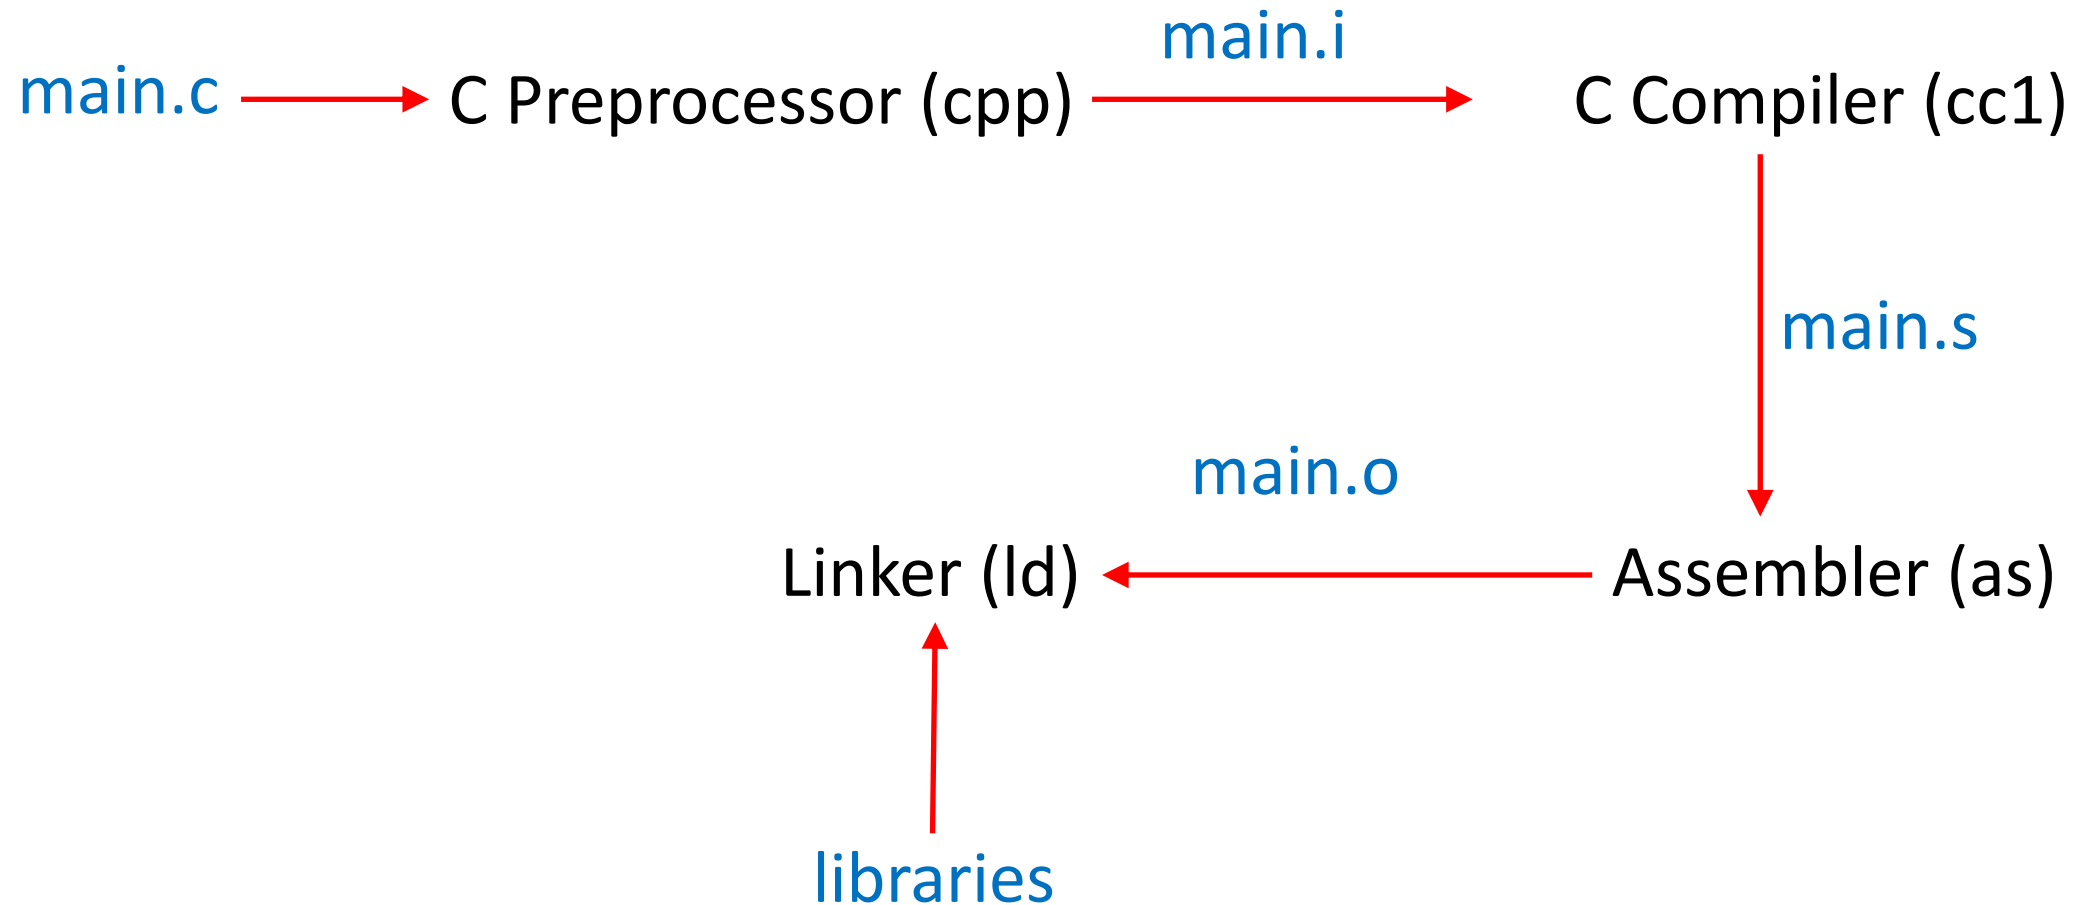 main.c
C Preprocessor (cpp)
main.i
C Compiler (cc1)
main.s
main.o
Linker (ld)
Assembler (as)
libraries